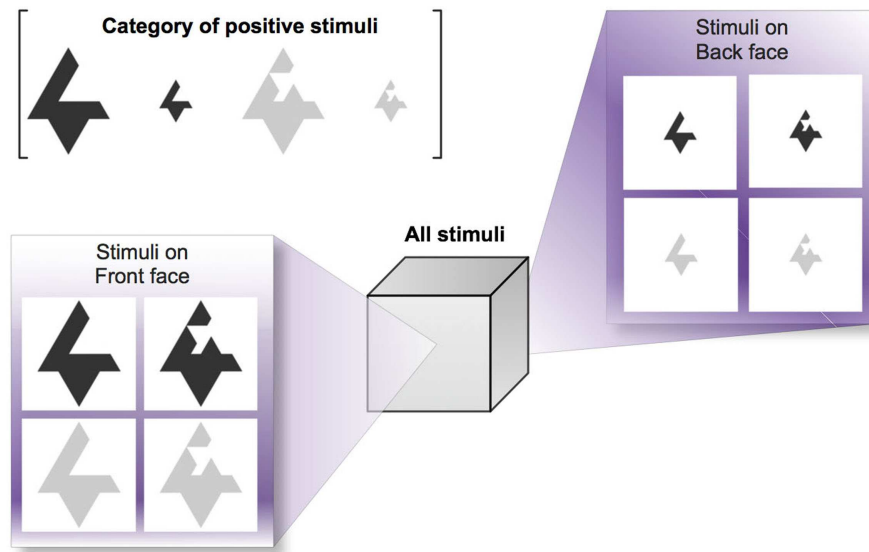 Category of positive stimuli
Stimuli on
Back face
All stimuli
Stimuli on
Front face